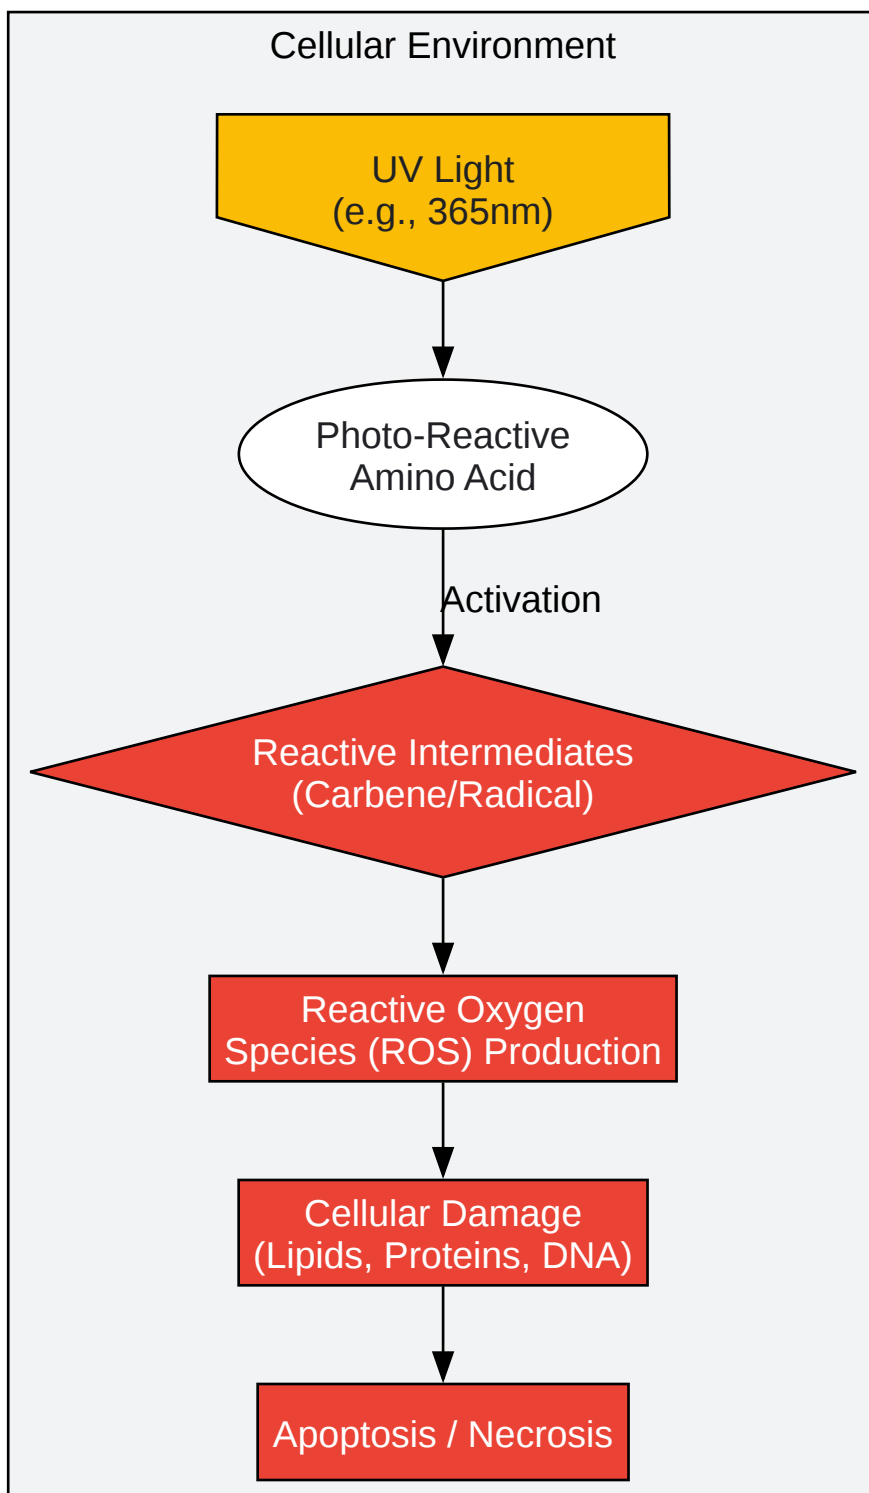 Cellular Environment
UV Light
(e.g., 365nm)
Photo-Reactive
Amino Acid
Activation
Reactive Intermediates
(Carbene/Radical)
Reactive Oxygen
Species (ROS) Production
Cellular Damage
(Lipids, Proteins, DNA)
Apoptosis / Necrosis